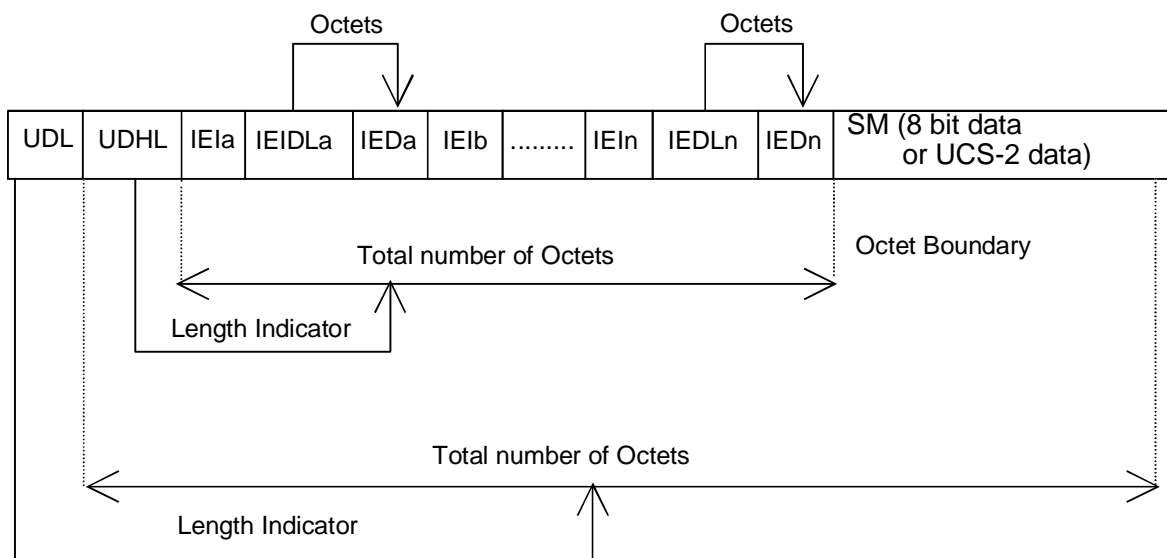 Octets Octets
UDL UDHL IEIa IEIDLa IEDa IEIb ......... IEIn IEDLn IEDn SM (8 bit data
or UCS-2 data)
Total number of Octets Octet Boundary
Length Indicator
Total number of Octets
Length Indicator